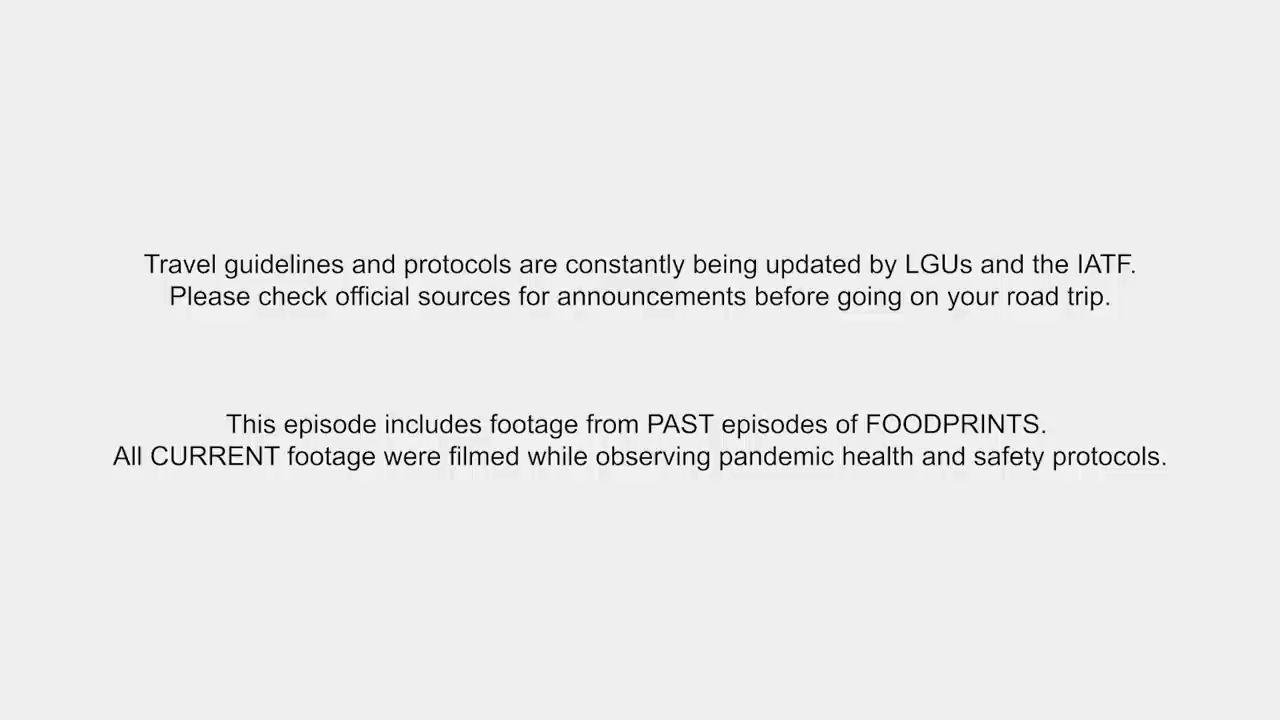 Travel guidelines and protocols are constantly being updated by LGUs and the IATF.
Please check official sources for announcements before going on your road trip.
This episode includes footage from PAST episodes of FOODPRINTS.
All CURRENT footage were filmed while observing pandemic health and safety protocols.